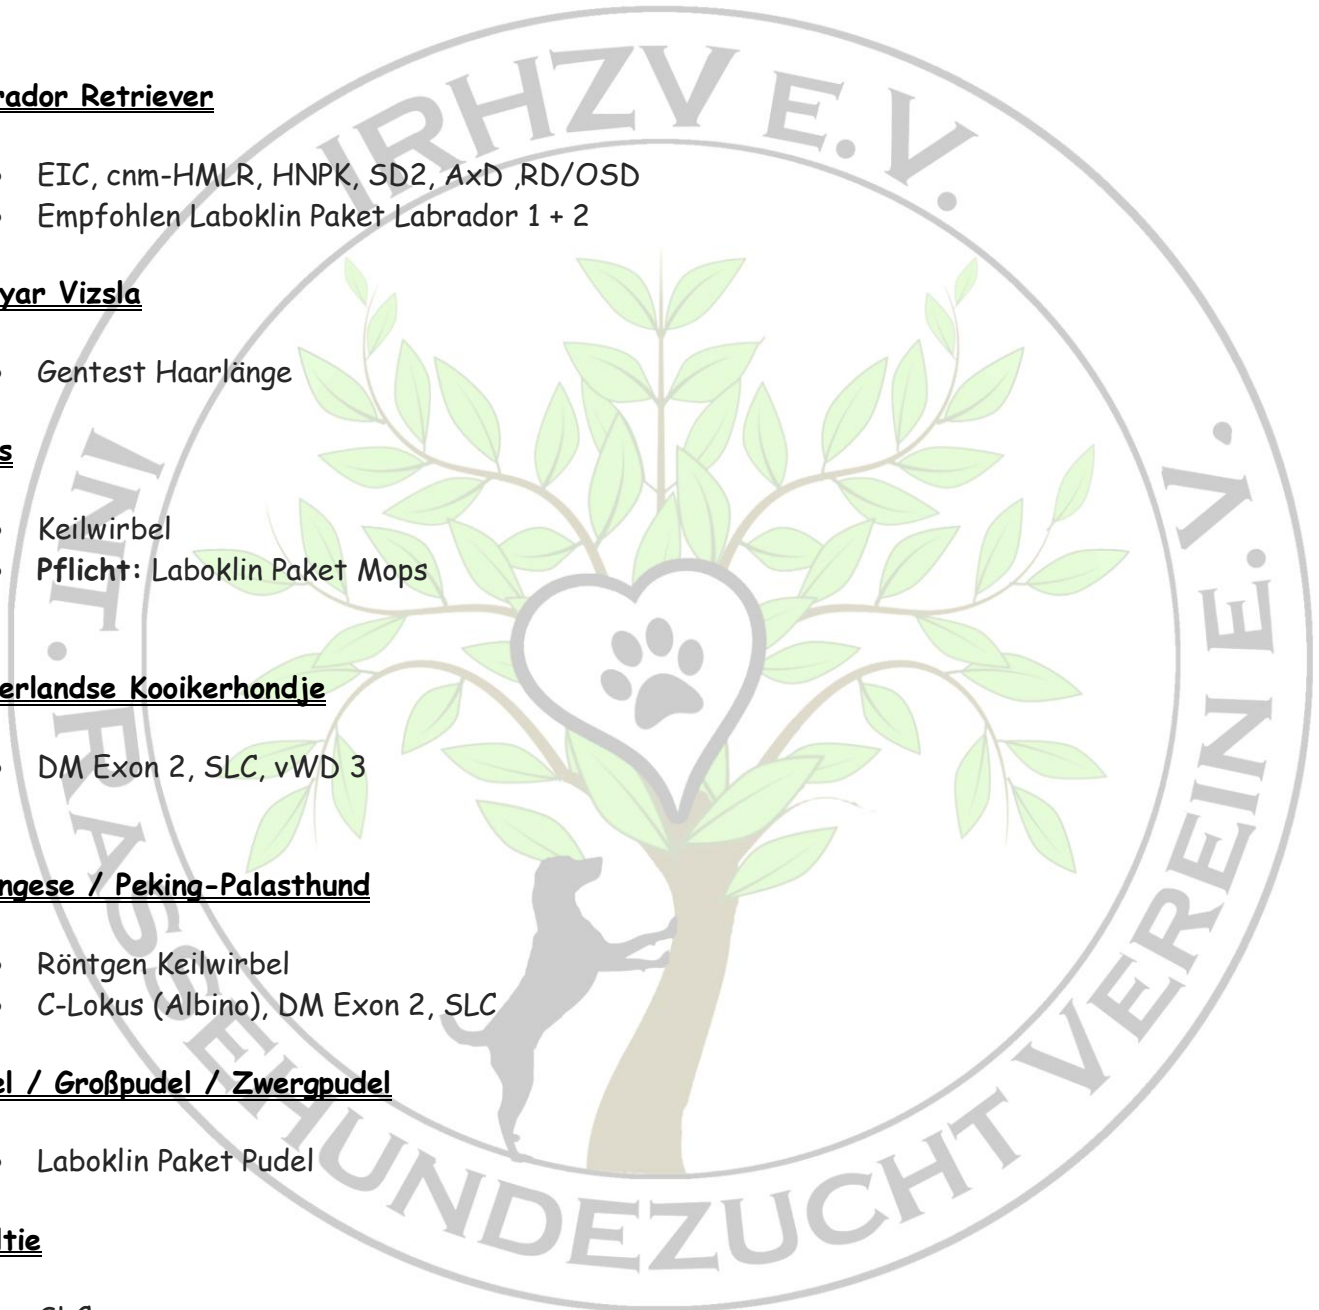 IRHZV E.V.
INT. RASSEHUNDEZUCHT VEREIN E.V.
rador Retriever
• EIC, cnm-HMLR, HNPK, SD2, AxD ,RD/OSD
• Empfohlen Laboklin Paket Labrador 1 + 2
yar Vizsla
• Gentest Haarlänge
s
• Keilwirbel
• Pflicht: Laboklin Paket Mops
erlandse Kooikerhondje
• DM Exon 2, SLC, vWD 3
ngese / Peking-Palasthund
• Röntgen Keilwirbel
• C-Lokus (Albino), DM Exon 2, SLC
el / Großpudel / Zwergpudel
• Laboklin Paket Pudel
ltie